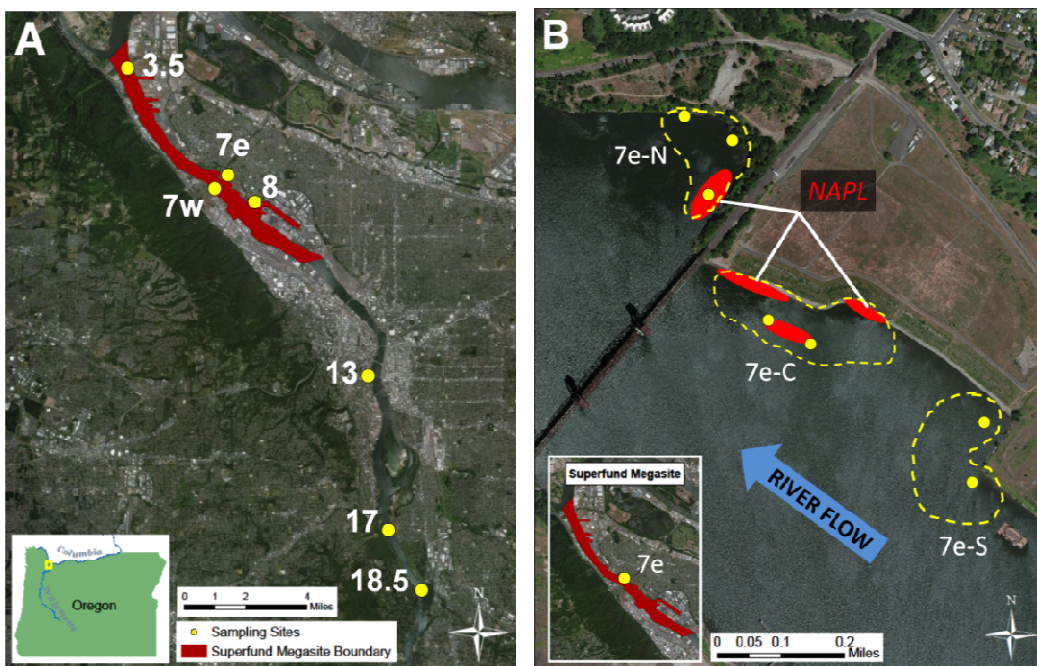 A
3.5
7e
8
7w
13
17
18.5
Columbia
Willamette
Oregon
0 1 2 4
Miles
Sampling Sites
Superfund Megasite Boundary
N
B
7e-N
NAPL
7e-C
RIVER FLOW
7e-S
Superfund Megasite
7e
0 0.05 0.1 0.2
Miles
N